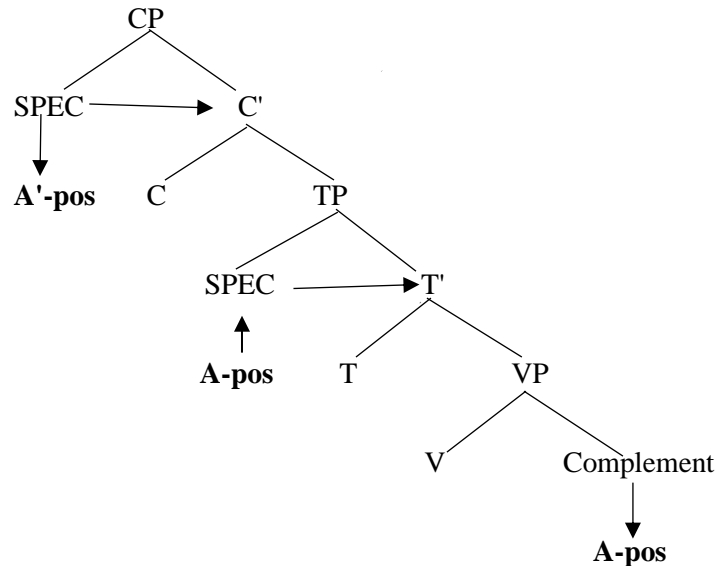 CP
SPEC C'
A'-pos C TP
SPEC T'
A-pos T VP
V Complement
A-pos